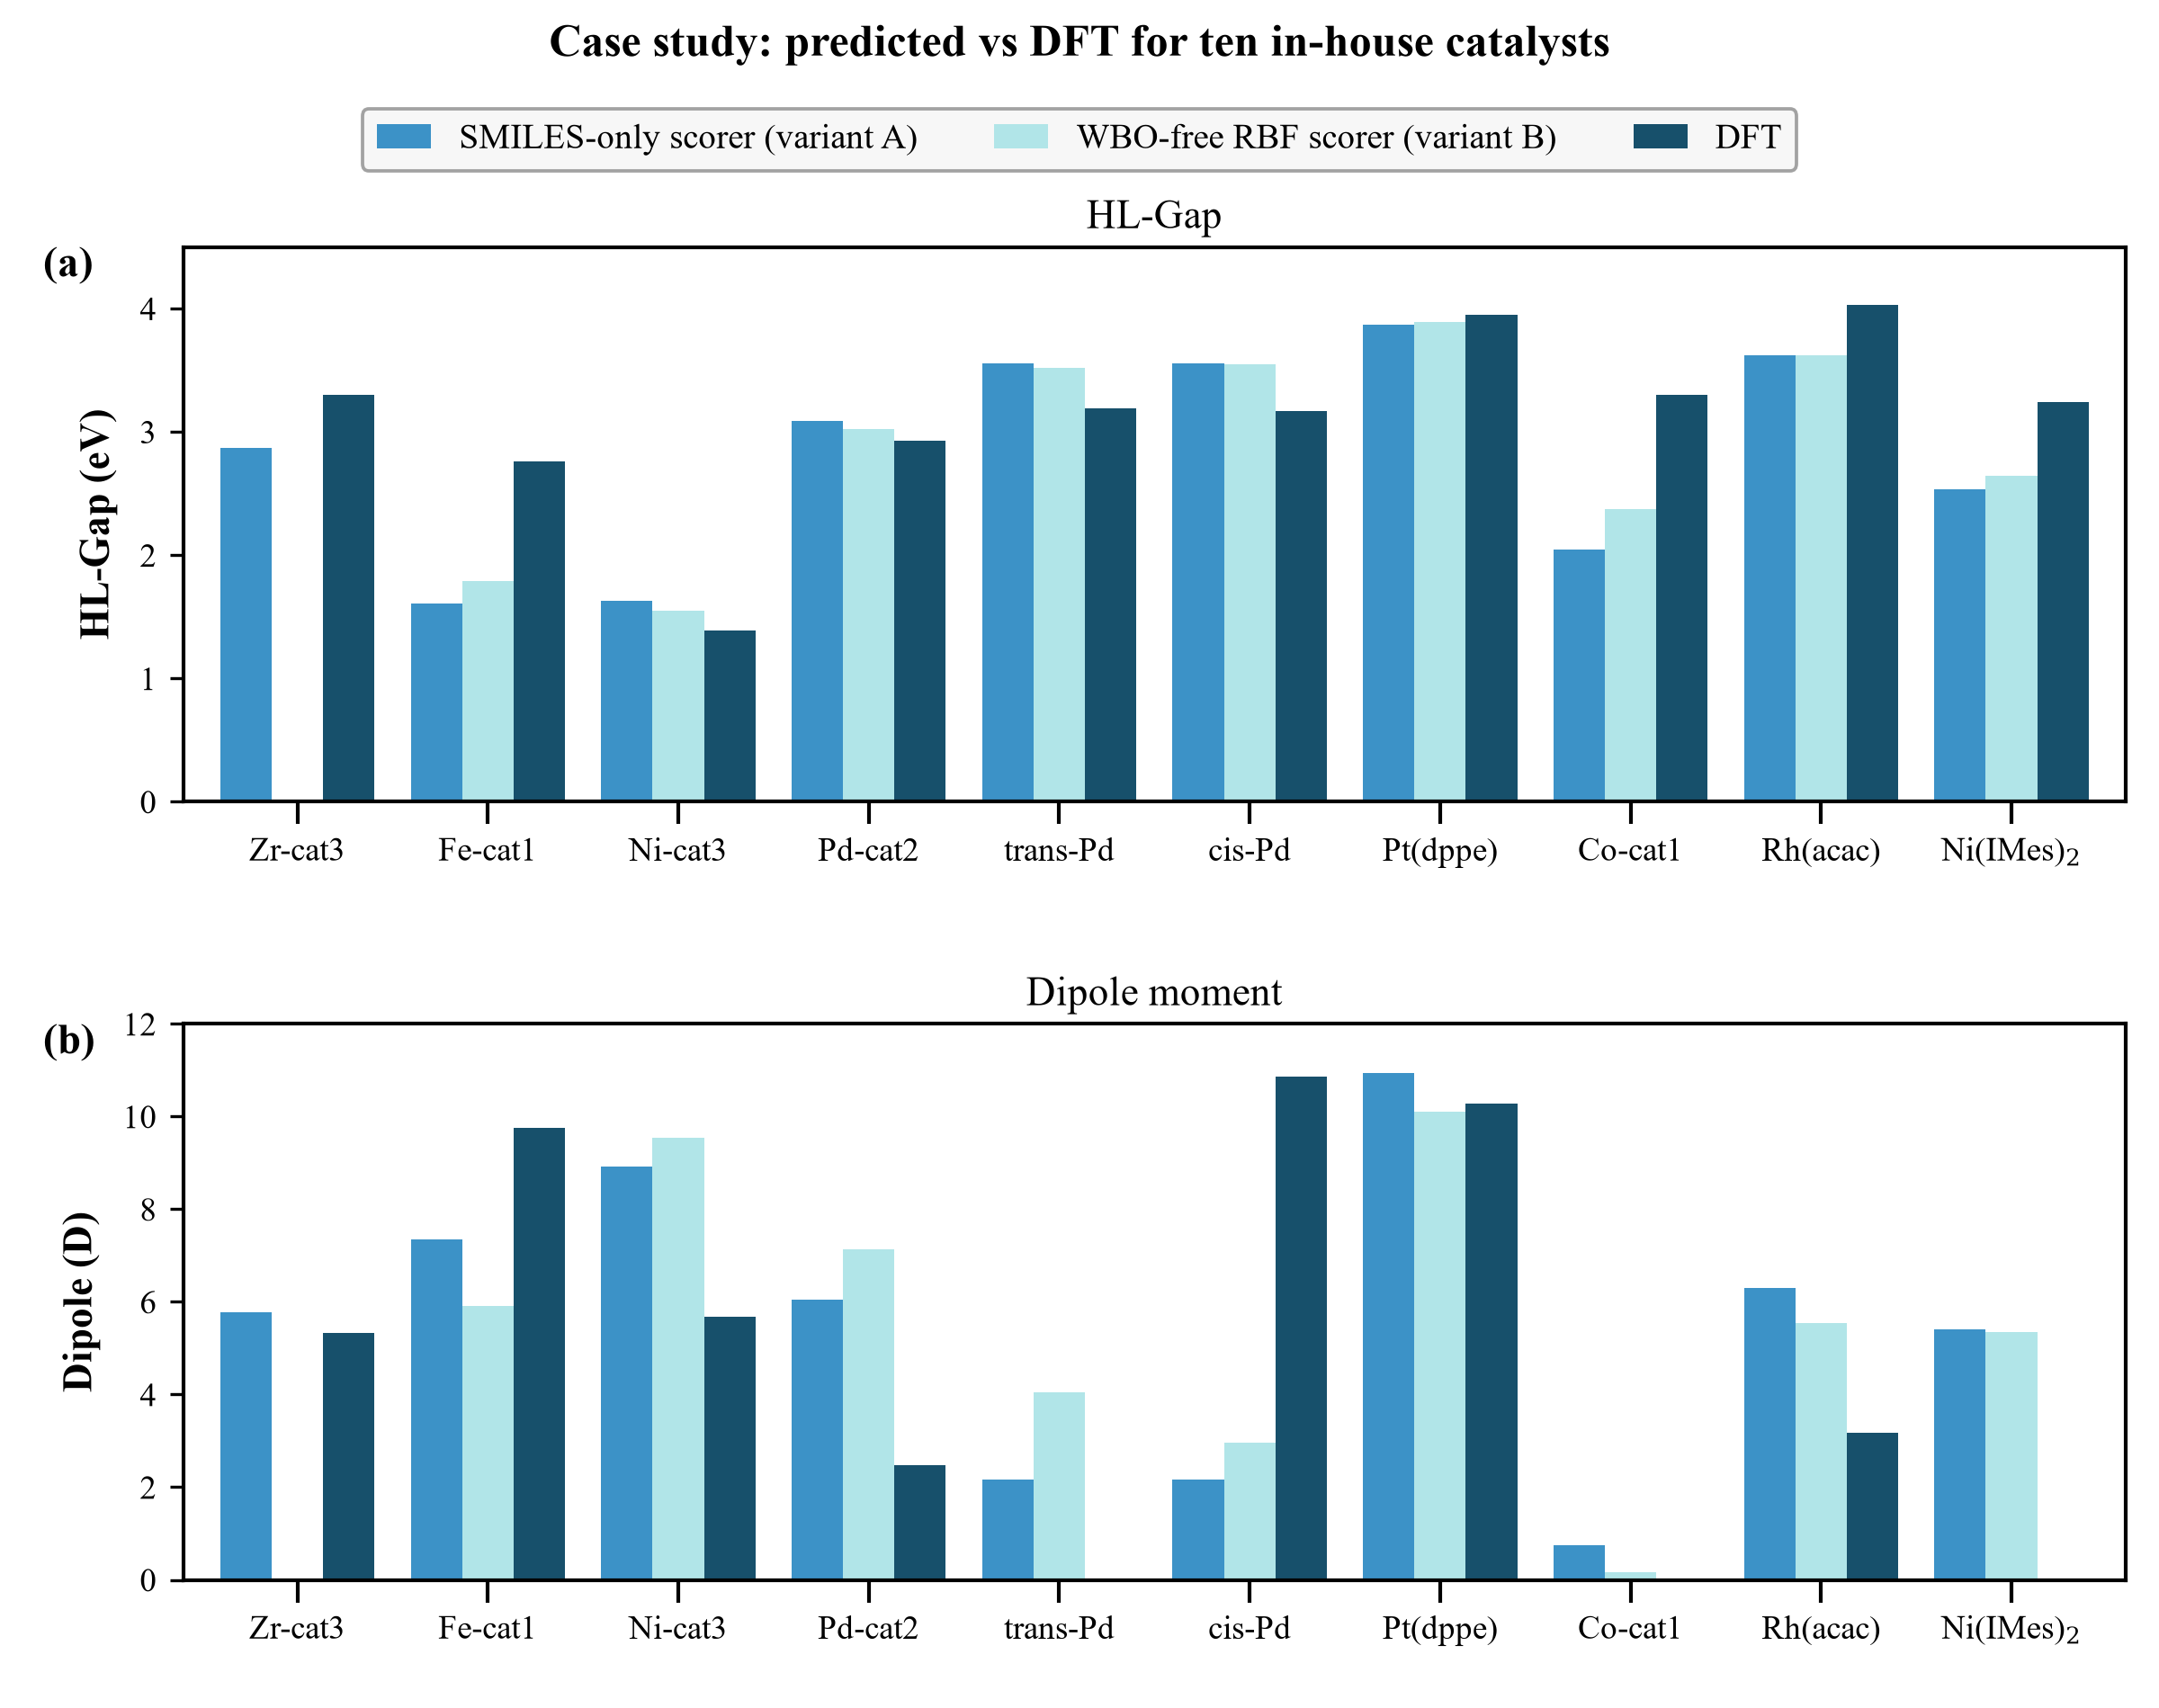 Case study: predicted vs DFT for ten in-house catalysts
SMILES-only scorer (variant A) WBO-free RBF scorer (variant B) DFT
HL-Gap
(a)
HL-Gap (eV)
4
3
2
1
0
Zr-cat3 Fe-cat1 Ni-cat3 Pd-cat2 trans-Pd cis-Pd Pt(dppe) Co-cat1 Rh(acac) Ni(IMes)₂
Dipole moment
(b)
Dipole (D)
12
10
8
6
4
2
0
Zr-cat3 Fe-cat1 Ni-cat3 Pd-cat2 trans-Pd cis-Pd Pt(dppe) Co-cat1 Rh(acac) Ni(IMes)₂